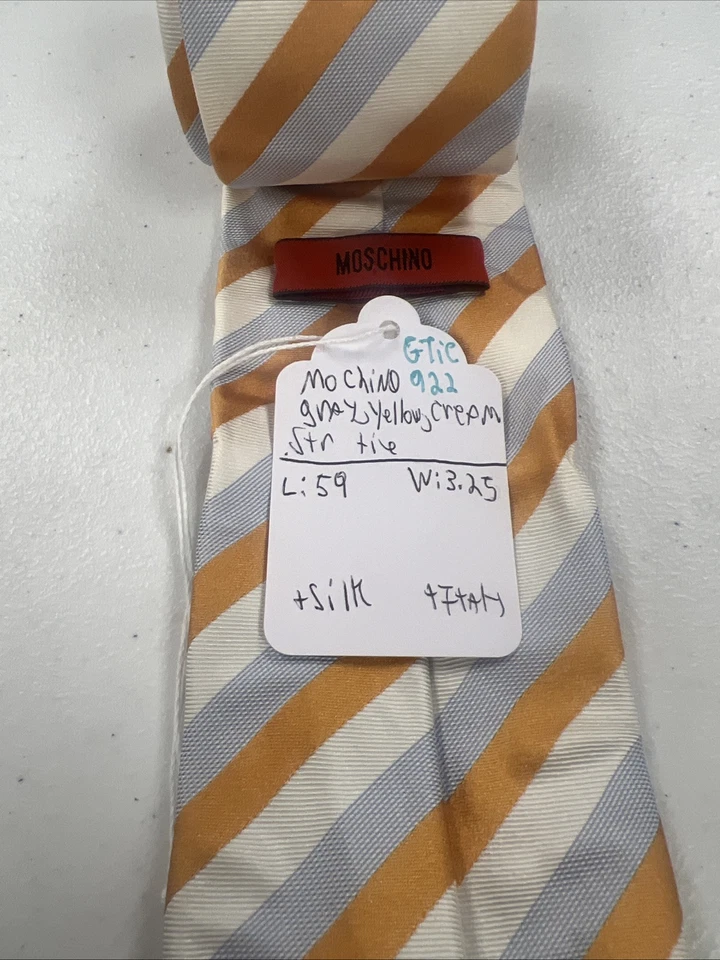 MOSCHINO
GTie
Mochino 922
gray, yellow, cream
Str tie
L: 59 W: 3.25
+Silk +Italy